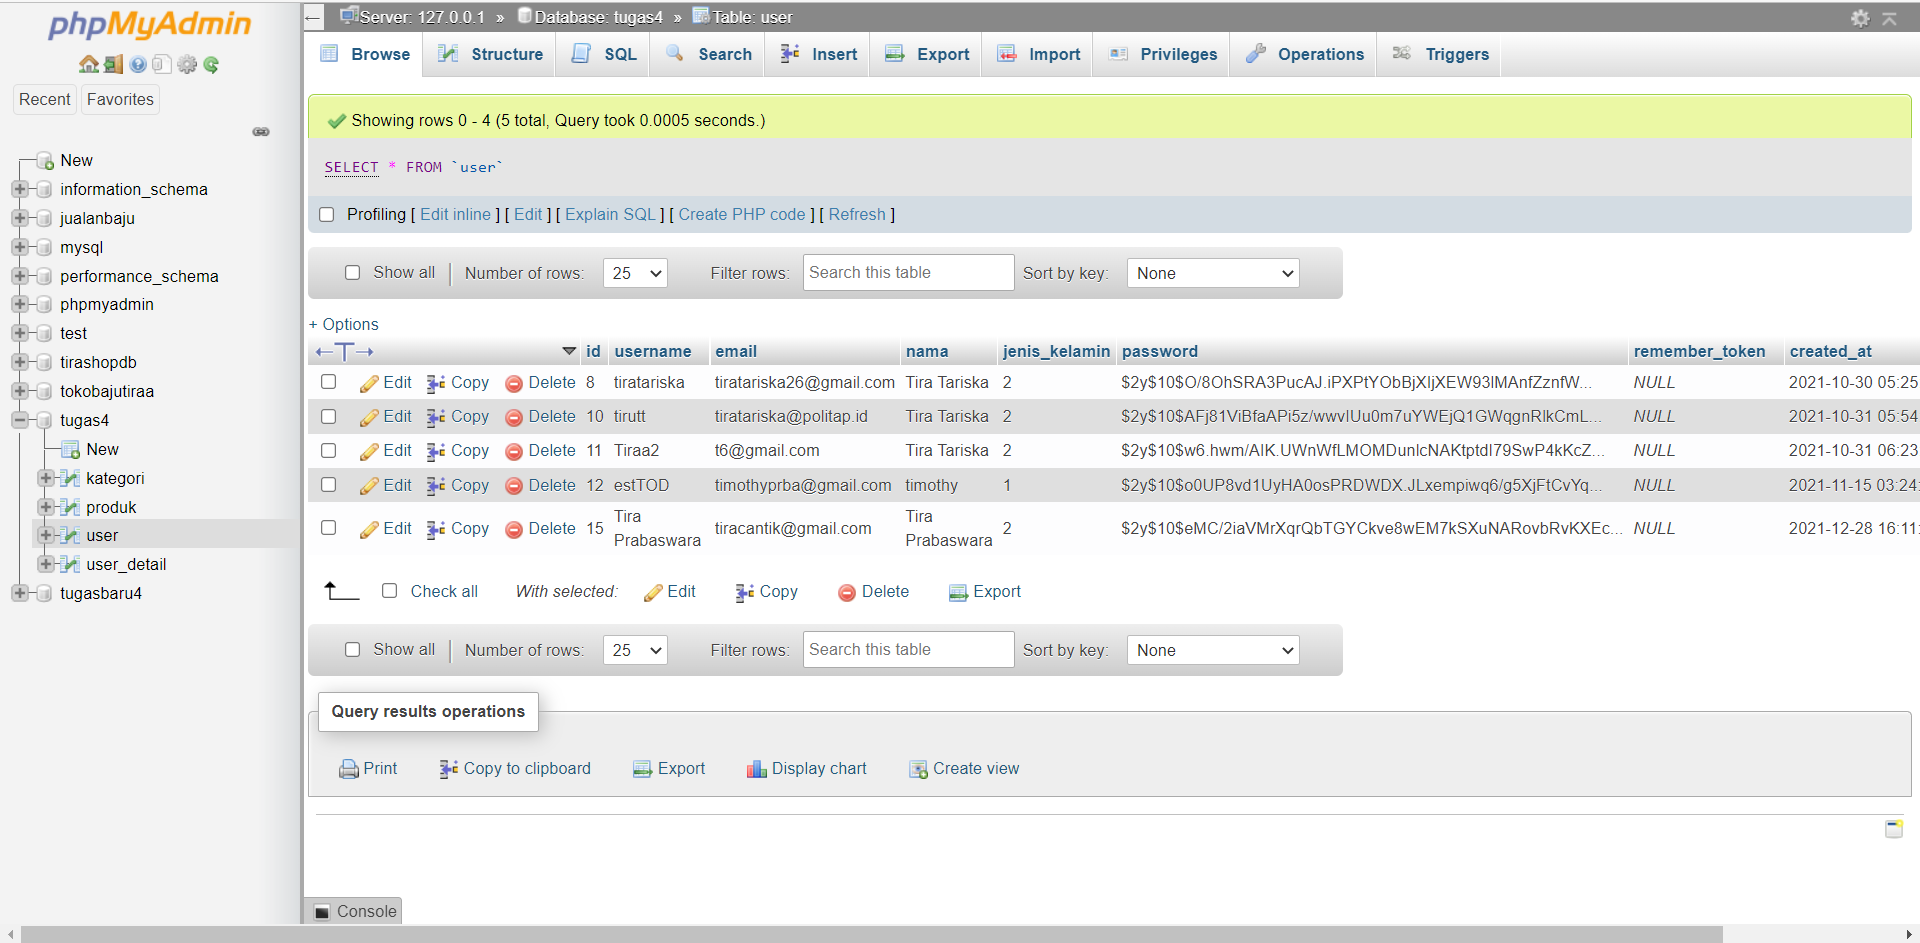 phpMyAdmin
Recent Favorites
New
information_schema
jualanbaju
mysql
performance_schema
phpmyadmin
test
tirashopdb
tokobajutiraa
tugas4
New
kategori
produk
user
user_detail
tugasbaru4
Server: 127.0.0.1 » Database: tugas4 » Table: user
Browse Structure SQL Search Insert Export Import Privileges Operations Triggers
Showing rows 0 - 4 (5 total, Query took 0.0005 seconds.)
SELECT * FROM `user`
Profiling [ Edit inline ] [ Edit ] [ Explain SQL ] [ Create PHP code ] [ Refresh ]
Show all Number of rows: 25 Filter rows: Search this table Sort by key: None
+ Options
id username email nama jenis_kelamin password remember_token created_at
Edit Copy Delete 8 tiratariska tiratariska26@gmail.com Tira Tariska 2 $2y$10$O/8OhSRA3PucAJ.iPXPtYObBjXIjXEW93lMAnfZznfW... NULL 2021-10-30 05:25
Edit Copy Delete 10 tirutt tiratariska@politap.id Tira Tariska 2 $2y$10$AFj81ViBfaAPi5z/wwvIUu0m7uYWEjQ1GWqgnRlkCmL... NULL 2021-10-31 05:54
Edit Copy Delete 11 Tiraa2 t6@gmail.com Tira Tariska 2 $2y$10$w6.hwm/AIK.UWnWfLMOMDunlcNAKtptdI79SwP4kKcZ... NULL 2021-10-31 06:23
Edit Copy Delete 12 estTOD timothyprba@gmail.com timothy 1 $2y$10$o0UP8vd1UyHA0osPRDWDX.JLxempiwq6/g5XjFtCvYq... NULL 2021-11-15 03:24:
Edit Copy Delete 15 Tira Prabaswara tiracantik@gmail.com Tira Prabaswara 2 $2y$10$eMC/2iaVMrXqrQbTGYCkve8wEM7kSXuNARovbRvKXEc... NULL 2021-12-28 16:11:
Check all With selected: Edit Copy Delete Export
Show all Number of rows: 25 Filter rows: Search this table Sort by key: None
Query results operations
Print Copy to clipboard Export Display chart Create view
Console